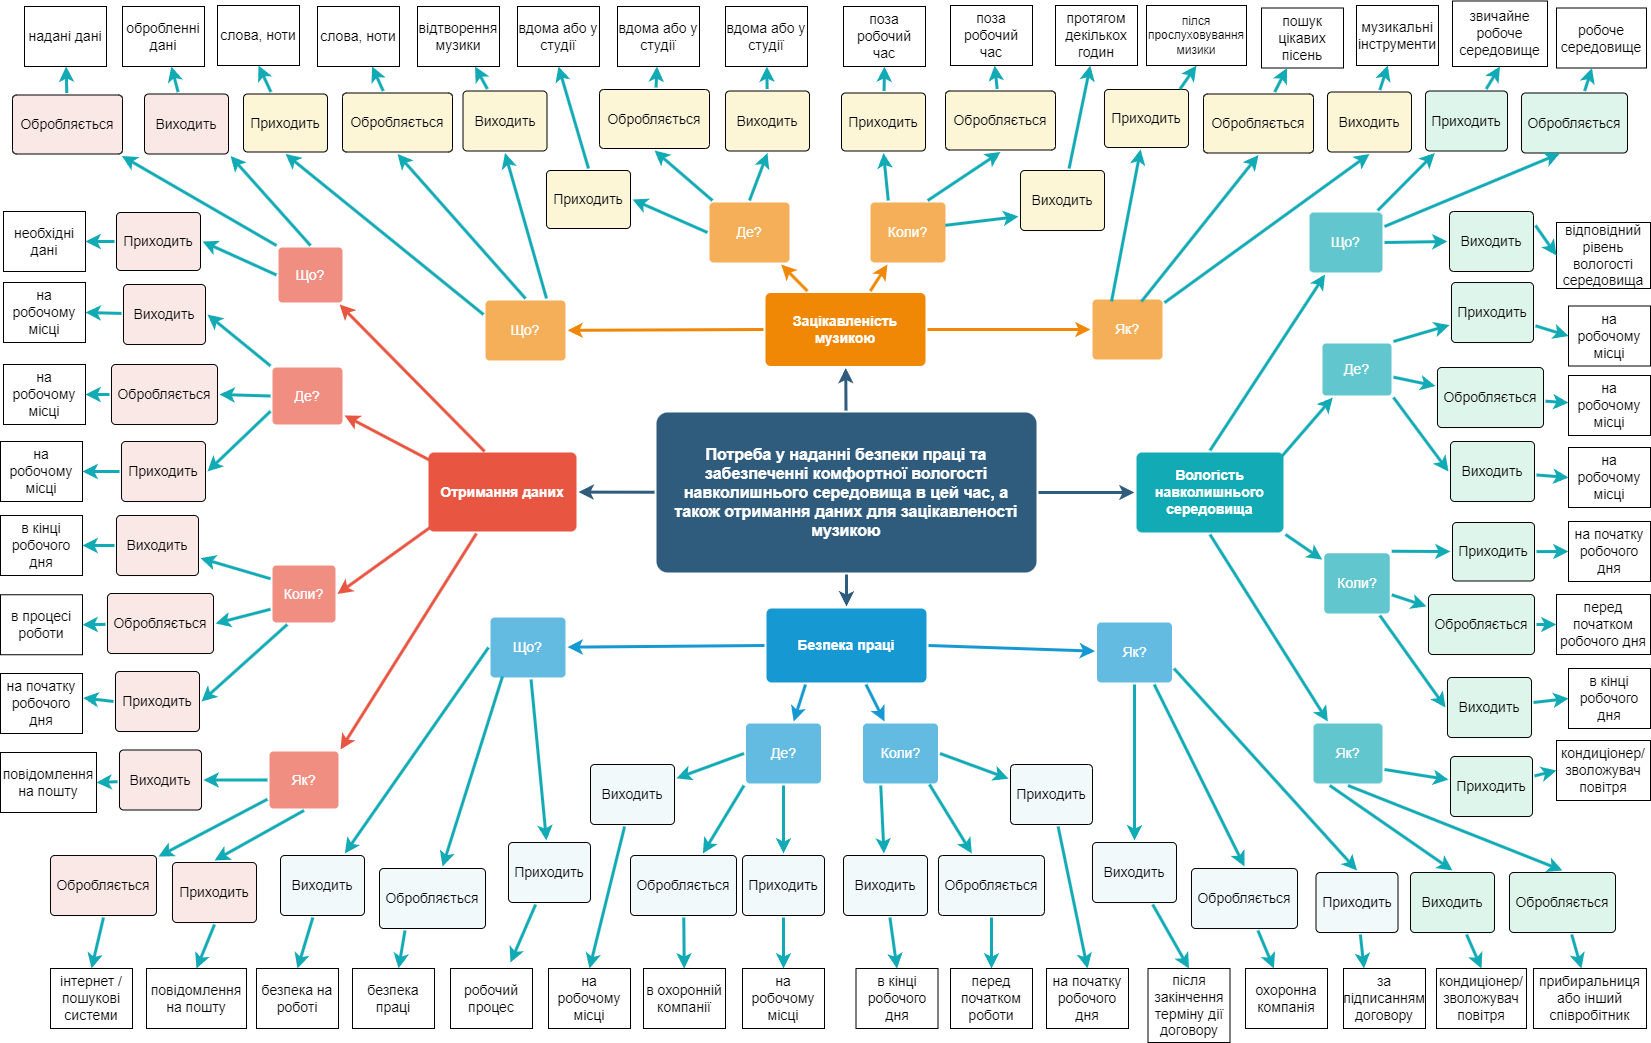 надані дані
обробленні
дані
слова, ноти
слова, ноти
відтворення
музики
вдома або у
студії
вдома або у
студії
вдома або у
студії
поза
робочий
час
поза
робочий
час
протягом
декількох
годин
пілся
прослуховування
мизики
пошук
цікавих
пісень
музикальні
інструменти
звичайне
робоче
середовище
робоче
середовище
Обробляється
Виходить
Приходить
Обробляється
Виходить
Обробляється
Виходить
Приходить
Обробляється
Приходить
Обробляється
Виходить
Приходить
Обробляється
Приходить
Виходить
необхідні
дані
Приходить
Що?
Де?
Коли?
Що?
Виходить
відповідний
рівень
вологості
середовища
на
робочому
місці
Виходить
Що?
Зацікавленість
музикою
Як?
Приходить
на
робочому
місці
Де?
на
робочому
місці
Обробляється
Де?
Обробляється
на
робочому
місці
на
робочому
місці
Приходить
Отримання даних
Потреба у наданні безпеки праці та
забезпеченні комфортної вологості
навколишнього середовища в цей час, а
також отримання даних для зацікавленості
музикою
Вологість
навколишнього
середовища
Виходить
на
робочому
місці
в кінці
робочого
дня
Виходить
Приходить
на початку
робочого
дня
Коли?
Коли?
в процесі
роботи
Обробляється
Обробляється
перед
початком
робочого дня
Що?
Безпека праці
Як?
на початку
робочого
дня
Приходить
Виходить
в кінці
робочого
дня
Де?
Коли?
Як?
повідомлення
на пошту
Виходить
Як?
Виходить
Приходить
Приходить
кондиціонер/
зволожувач
повітря
Обробляється
Приходить
Виходить
Обробляється
Приходить
Обробляється
Приходить
Виходить
Обробляється
Виходить
Обробляється
Приходить
Виходить
Обробляється
інтернет /
пошукові
системи
повідомлення
на пошту
безпека на
роботі
безпека
праці
робочий
процес
на
робочому
місці
в охоронній
компанії
на
робочому
місці
в кінці
робочого
дня
перед
початком
роботи
на початку
робочого
дня
після
закінчення
терміну дії
договору
охоронна
компанія
за
підписанням
договору
кондиціонер/
зволожувач
повітря
прибиральниця
або інший
співробітник